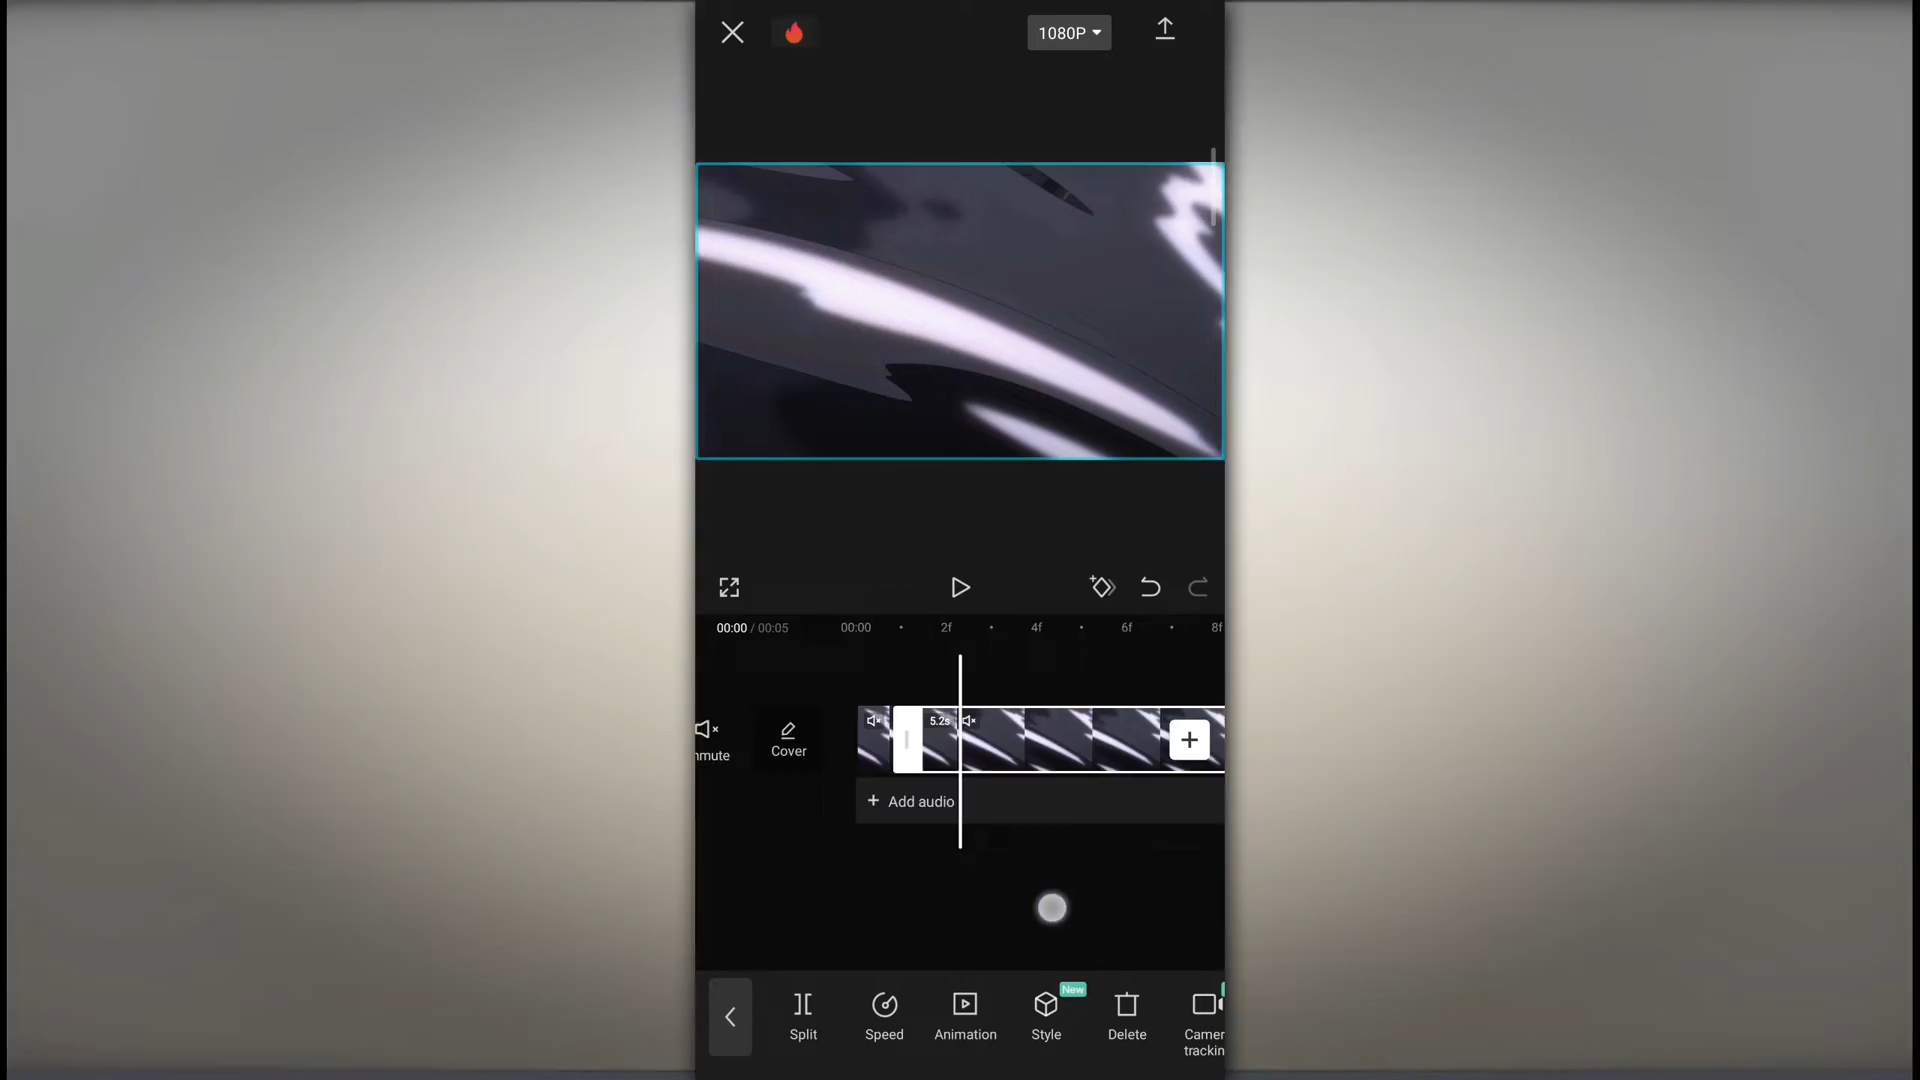 1080P
00:00 / 00:05
00:00
2f
4f
6f
8f
nmute
Cover
5.2s
+ Add audio
Split
Speed
Animation
New
Style
Delete
Camer
trackin